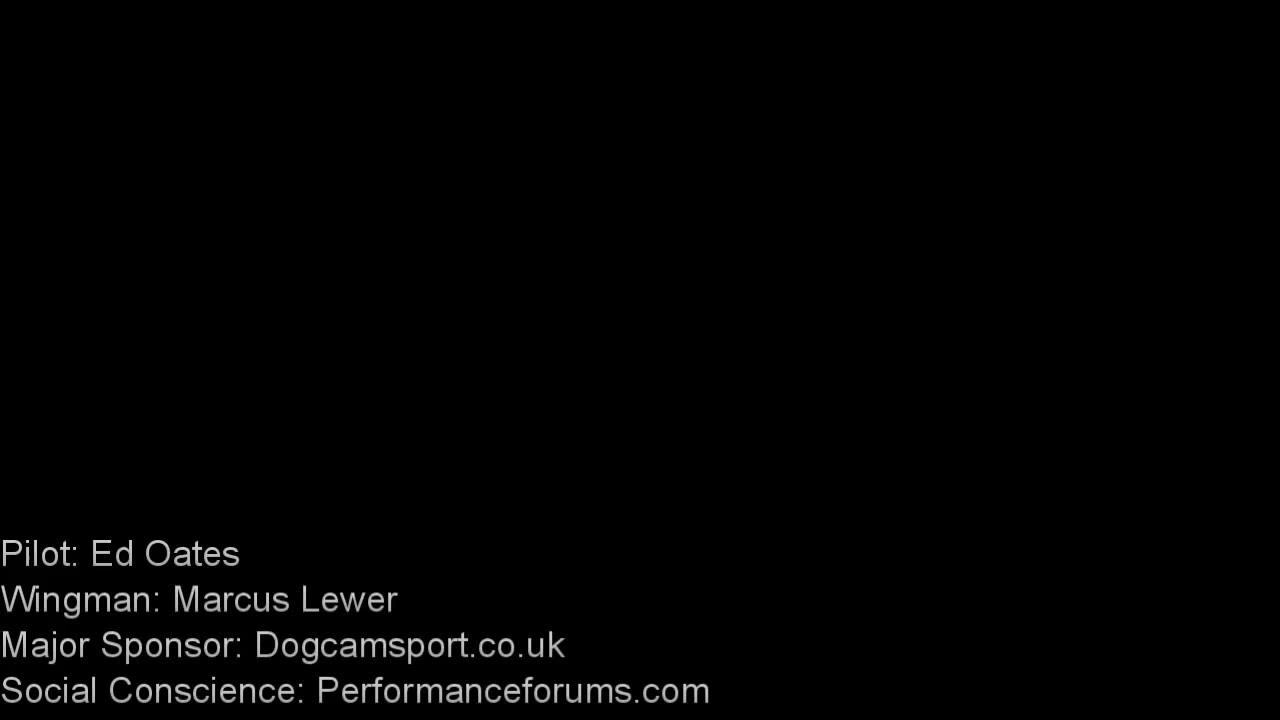 Pilot: Ed Oates
Wingman: Marcus Lewer
Major Sponsor: Dogcamsport.co.uk
Social Conscience: Performanceforums.com